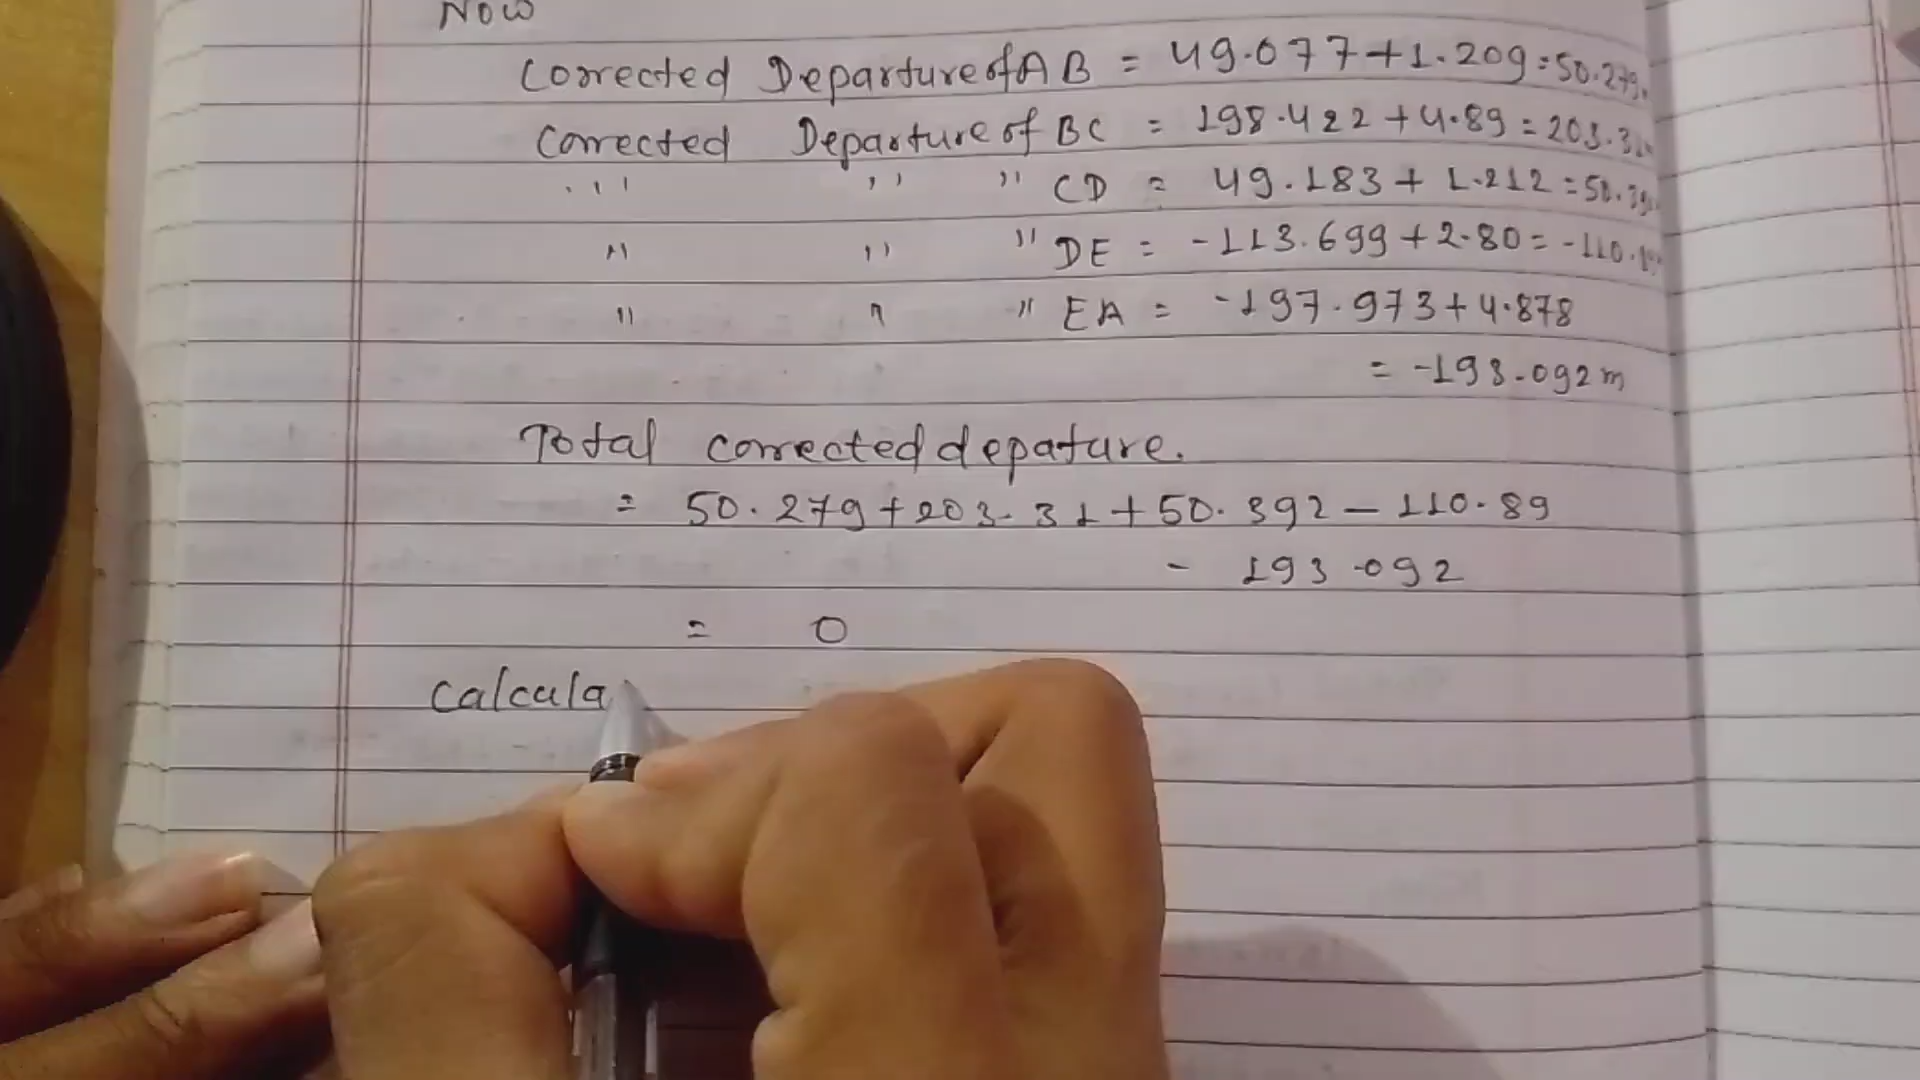 Now
Corrected Departure of AB = 49.077+1.209=50.279
Corrected Departure of BC = 198.422+4.89=203.31
" " " CD = 49.183+1.212=50.39
" " " DE = -113.699+2.80=-110.
" " " EA = -197.973+4.878
= -193.092m
Total corrected depature.
= 50.279+203.31+50.392-110.89
- 193.092
= 0
Calcula